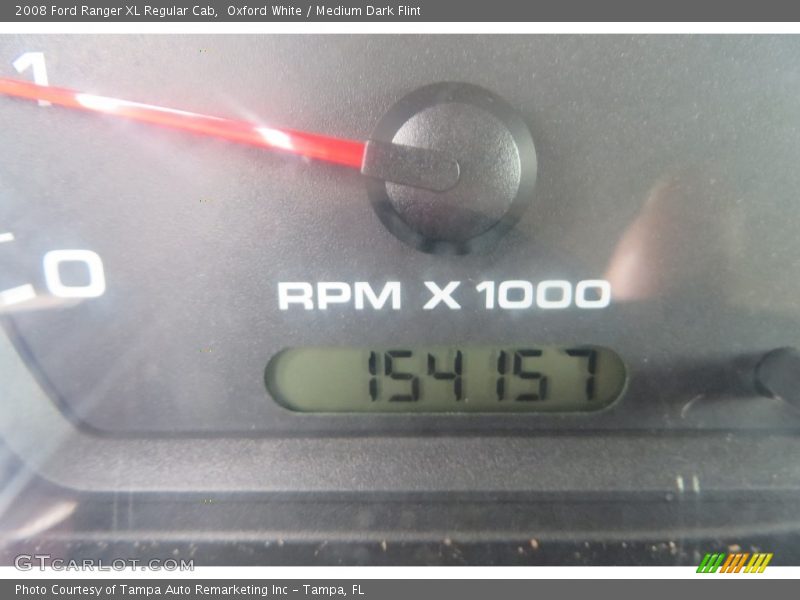 2008 Ford Ranger XL Regular Cab,  Oxford White / Medium Dark Flint
1
0
RPM X 1000
154157
GTCARLOT.COM
Photo Courtesy of Tampa Auto Remarketing Inc - Tampa, FL